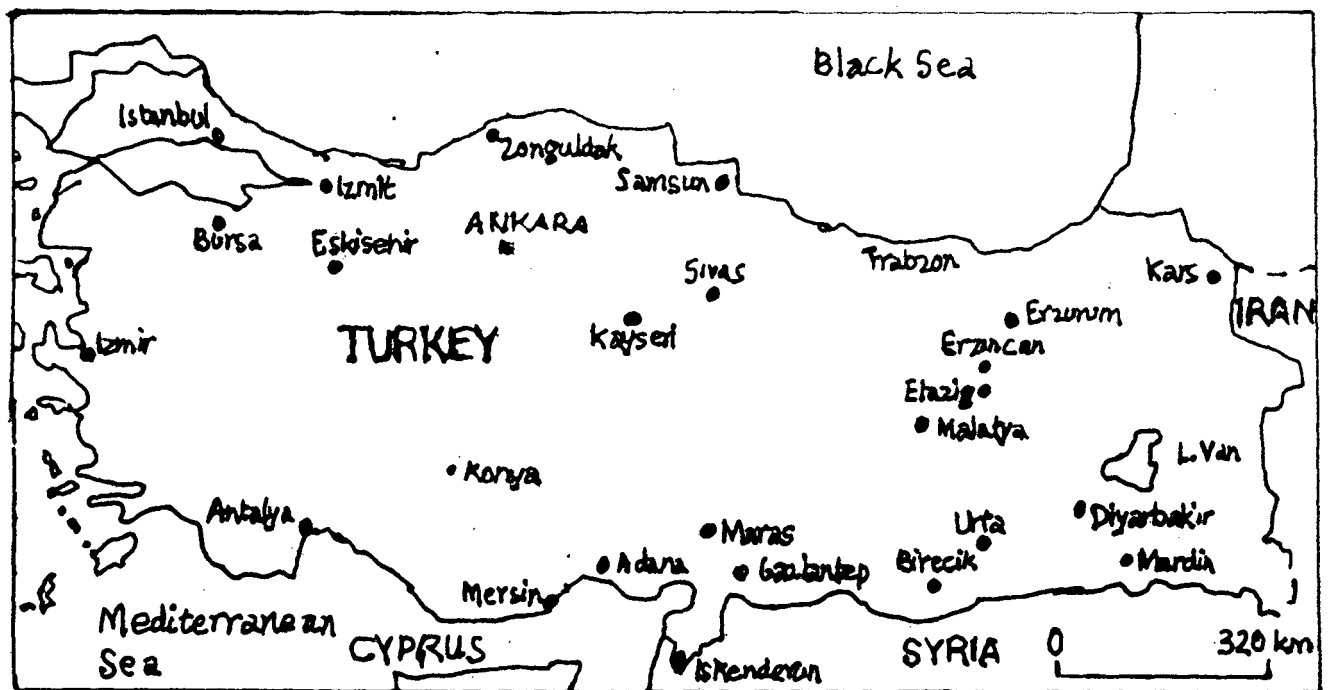 Black Sea
Istanbul
Zonguldak
Izmit
Samsun
Bursa
Eskisehir
ANKARA
Trabzon
Sivas
Kars
IRAN
Izmir
TURKEY
Kayseri
Erzurum
Erzincan
Elazig
Malatya
L.Van
Konya
Antalya
Maras
Urfa
Diyarbakir
Adana
Gaziantep
Birecik
Mardin
Mersin
Mediterranean
Sea
CYPRUS
SYRIA
0 320 km
Iskenderun